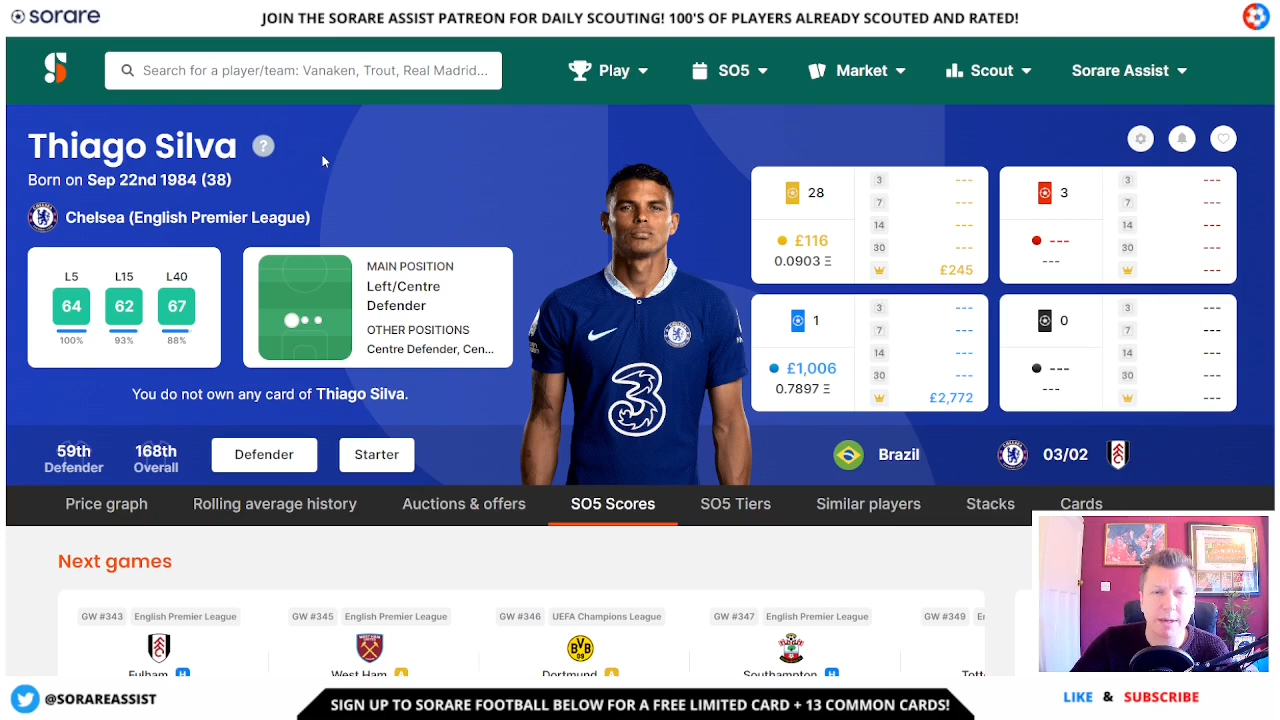 sorare
JOIN THE SORARE ASSIST PATREON FOR DAILY SCOUTING! 100'S OF PLAYERS ALREADY SCOUTED AND RATED!
Search for a player/team: Vanaken, Trout, Real Madrid...
Play
SO5
Market
Scout
Sorare Assist
Thiago Silva ?
Born on Sep 22nd 1984 (38)
Chelsea (English Premier League)
L5 L15 L40
64 62 67
100% 93% 88%
MAIN POSITION
Left/Centre
Defender
OTHER POSITIONS
Centre Defender, Cen...
You do not own any card of Thiago Silva.
59th
Defender
168th
Overall
Defender
Starter
28
£116
0.0903 Ξ
3 ---
7 ---
14 ---
30 ---
£245
3
---
---
3 ---
7 ---
14 ---
30 ---
---
1
£1,006
0.7897 Ξ
3 ---
7 ---
14 ---
30 ---
£2,772
0
---
---
3 ---
7 ---
14 ---
30 ---
---
3
Brazil
03/02
Price graph Rolling average history Auctions & offers SO5 Scores SO5 Tiers Similar players Stacks Cards
Next games
GW #343 English Premier League
Fulham H
GW #345 English Premier League
West Ham A
GW #346 UEFA Champions League
Dortmund A
GW #347 English Premier League
Southampton H
GW #349
@SORAREASSIST
SIGN UP TO SORARE FOOTBALL BELOW FOR A FREE LIMITED CARD + 13 COMMON CARDS!
LIKE & SUBSCRIBE